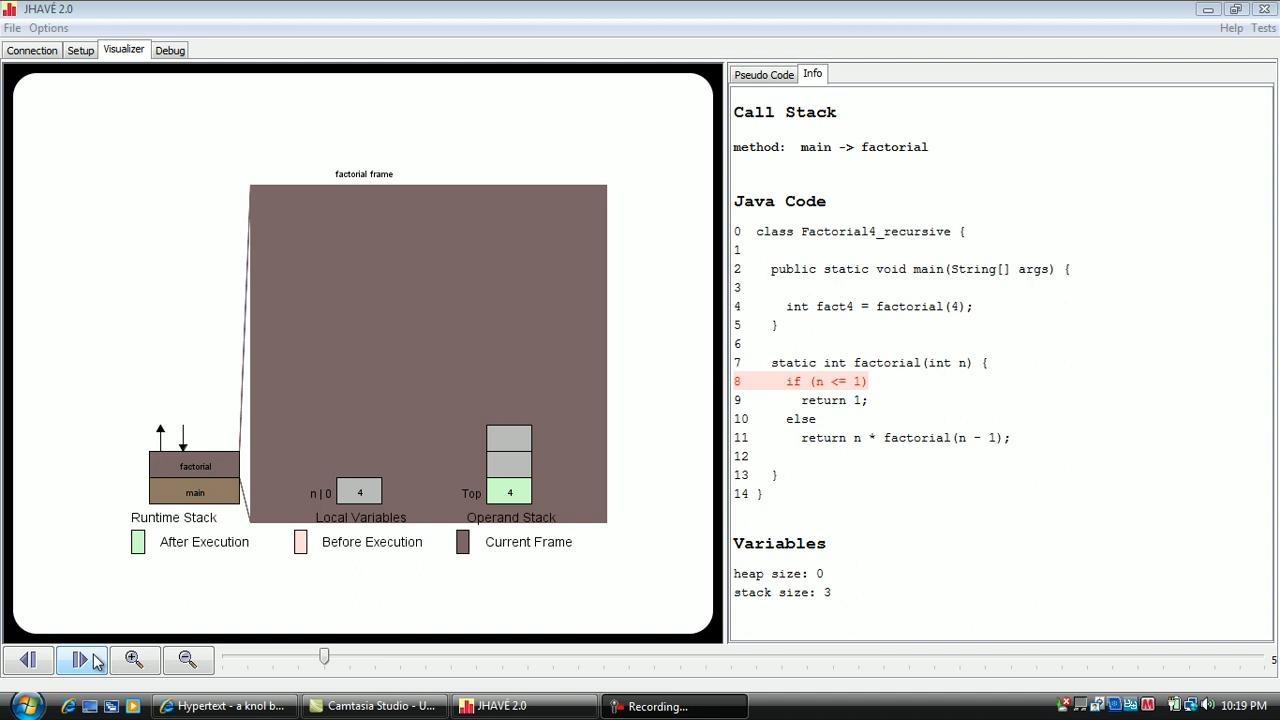 JHAVÉ 2.0
File Options Help Tests
Connection Setup Visualizer Debug
Pseudo Code Info
factorial frame
factorial
main
n | 0 4
Top 4
Runtime Stack Local Variables Operand Stack
After Execution Before Execution Current Frame
Call Stack
method: main -> factorial
Java Code
0 class Factorial4_recursive {
1
2 public static void main(String[] args) {
3
4 int fact4 = factorial(4);
5 }
6
7 static int factorial(int n) {
8 if (n <= 1)
9 return 1;
10 else
11 return n * factorial(n - 1);
12
13 }
14 }
Variables
heap size: 0
stack size: 3
5
Hypertext - a knol b... Camtasia Studio - U... JHAVÉ 2.0 Recording... 10:19 PM